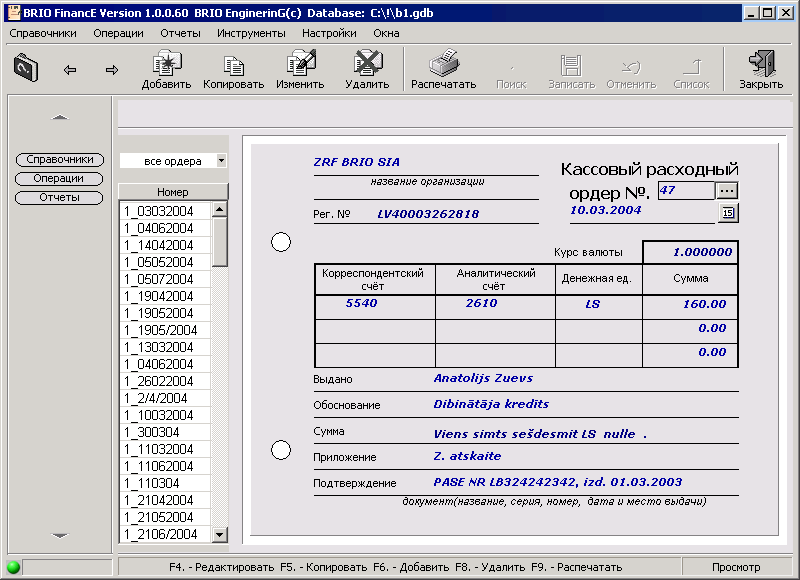 BRIO FinancE Version 1.0.0.60 BRIO EnginerinG(c) Database: C:\!\b1.gdb
Справочники Операции Отчеты Инструменты Настройки Окна
Добавить Копировать Изменить Удалить Распечатать Поиск Записать Отменить Список Закрыть
Справочники
Операции
Отчеты
все ордера
Номер
1_03032004
1_04062004
1_14042004
1_05052004
1_05072004
1_19042004
1_19052004
1_1905/2004
1_13032004
1_04062004
1_26022004
1_2/4/2004
1_10032004
1_300304
1_11032004
1_11062004
1_110304
1_21042004
1_21052004
1_2106/2004
ZRF BRIO SIA
название организации
Рег. № LV40003262818
Кассовый расходный
ордер №. 47 ...
10.03.2004 15
Курс валюты 1.000000
Корреспондентский счёт Аналитический счёт Денежная ед. Сумма
5540 2610 LS 160.00
0.00
0.00
Выдано Anatolijs Zuevs
Обоснование Dibinātāja kredīts
Сумма Viens simts sešdesmit LS nulle .
Приложение Z. atskaite
Подтверждение PASE NR LB324242342, izd. 01.03.2003
документ(название, серия, номер, дата и место выдачи)
F4. - Редактировать F5. - Копировать F6. - Добавить F8. - Удалить F9. - Распечатать Просмотр